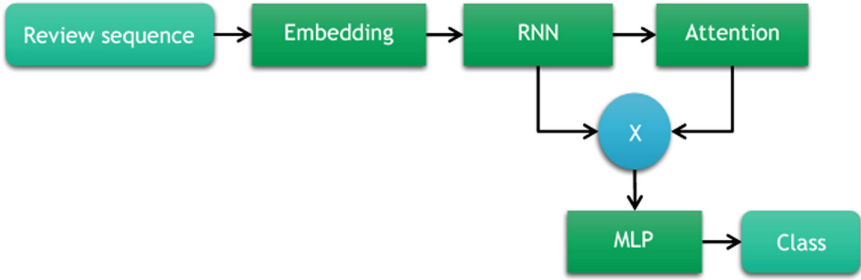 Review sequence
Embedding
RNN
Attention
X
MLP
Class